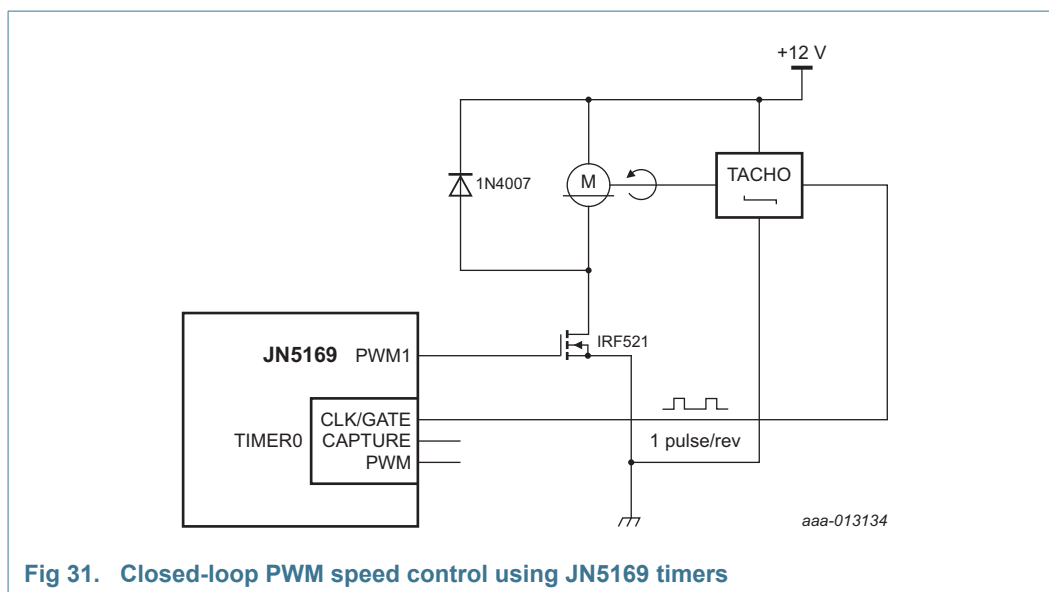 +12 V
1N4007
M
TACHO
IRF521
JN5169 PWM1
CLK/GATE
TIMER0 CAPTURE
PWM
1 pulse/rev
aaa-013134
Fig 31. Closed-loop PWM speed control using JN5169 timers